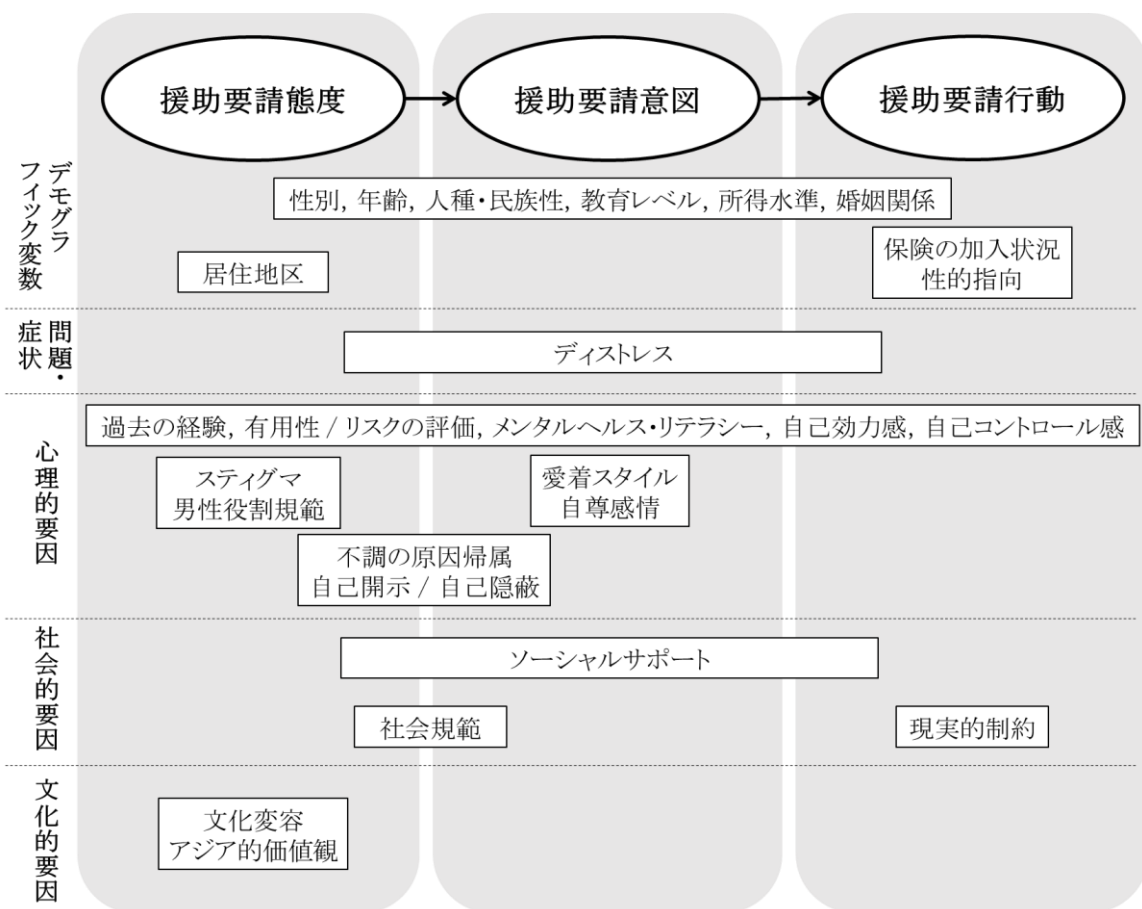 援助要請態度
援助要請意図
援助要請行動
デモグラ
フィック変数
性別, 年齢, 人種・民族性, 教育レベル, 所得水準, 婚姻関係
居住地区
保険の加入状況
性的指向
問題・
症状
ディストレス
心理的要因
過去の経験, 有用性 / リスクの評価, メンタルヘルス・リテラシー, 自己効力感, 自己コントロール感
スティグマ
男性役割規範
愛着スタイル
自尊感情
不調の原因帰属
自己開示 / 自己隠蔽
社会的要因
ソーシャルサポート
社会規範
現実的制約
文化的要因
文化変容
アジア的価値観